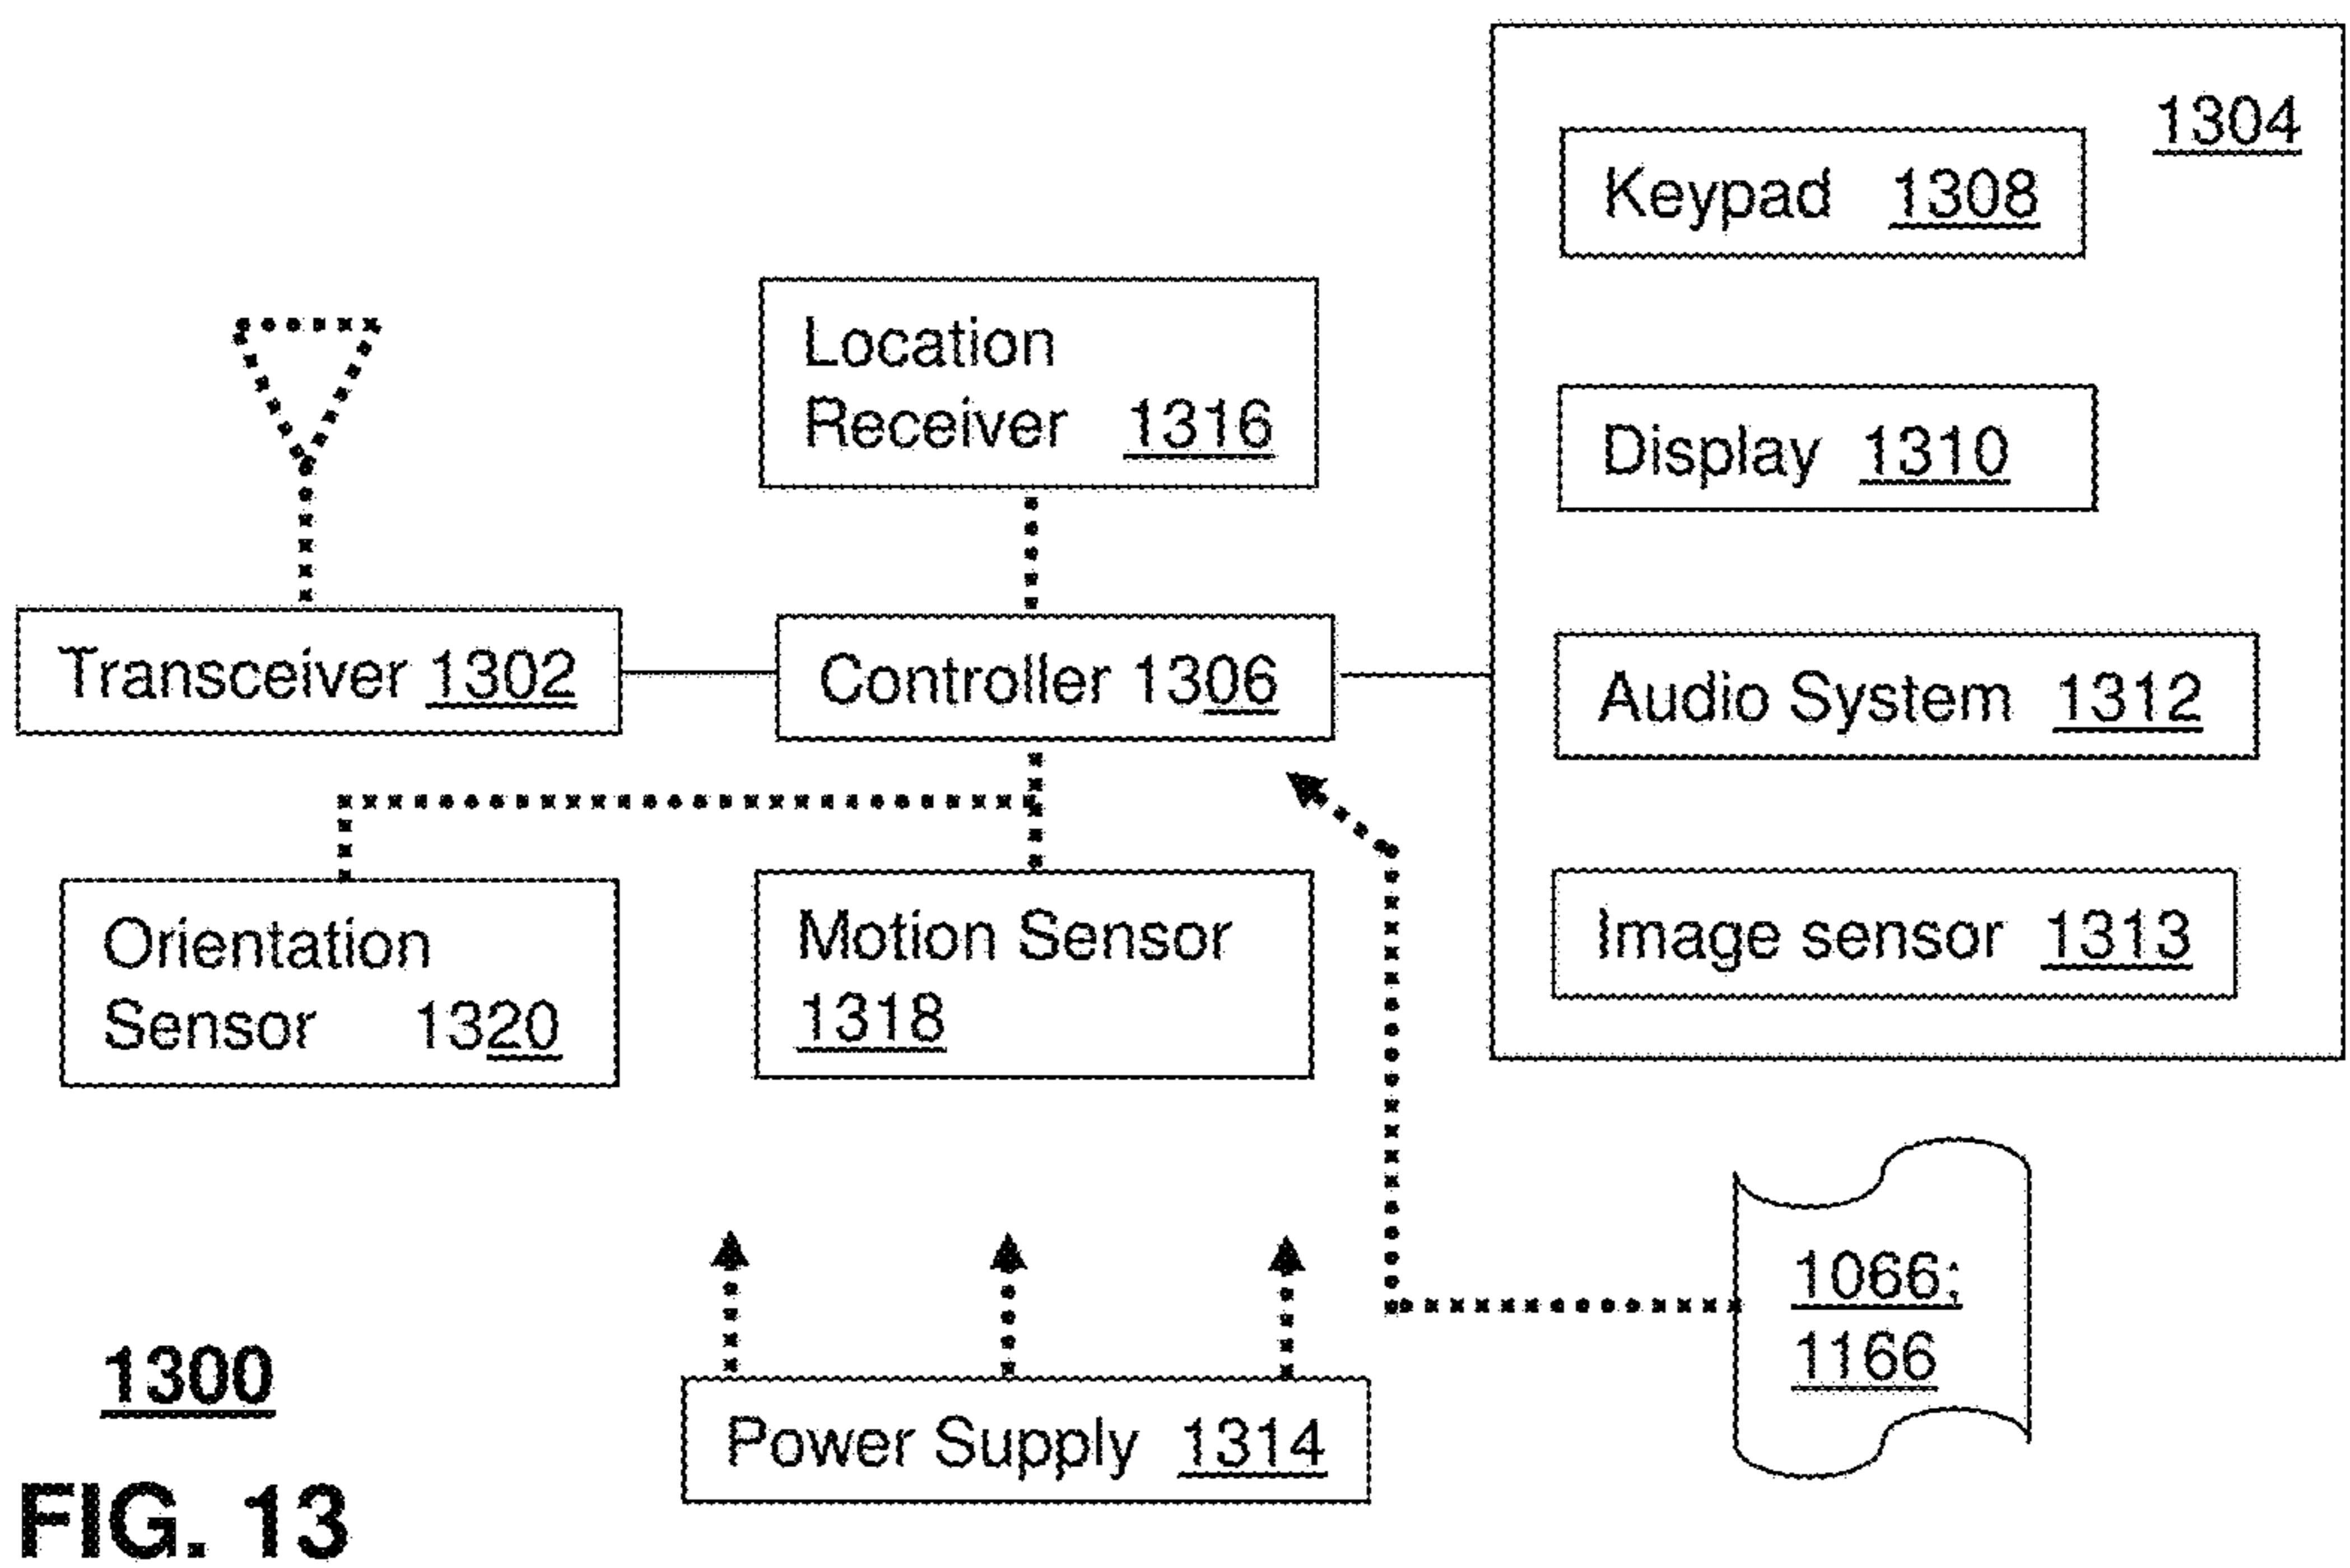 1304
Keypad 1308
Location
Receiver 1316
Display 1310
Transceiver 1302
Controller 1306
Audio System 1312
Orientation
Sensor 1320
Motion Sensor
1318
Image sensor 1313
1066;
1166
1300
Power Supply 1314
FIG. 13